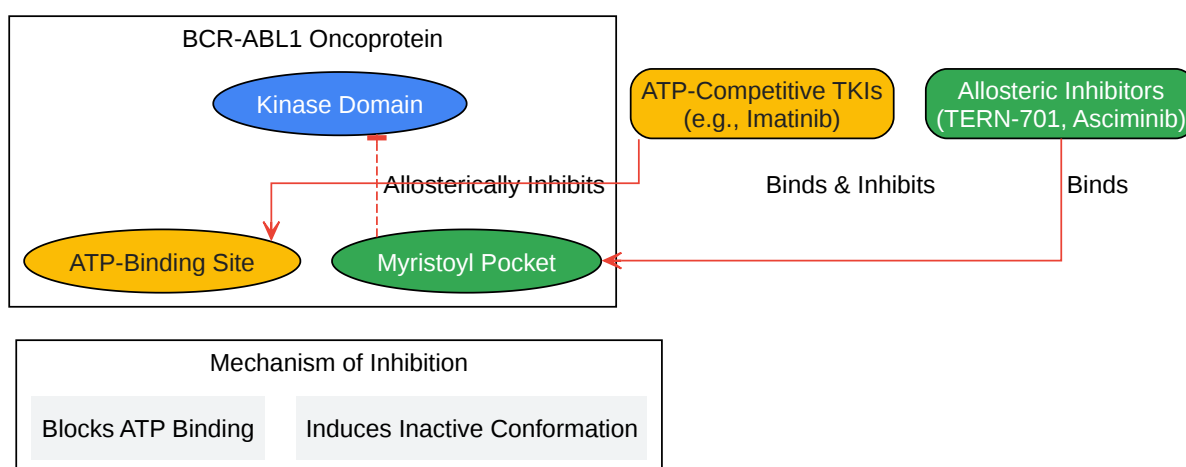 BCR-ABL1 Oncoprotein
Kinase Domain
ATP-Competitive TKIs
(e.g., Imatinib)
Allosteric Inhibitors
(TERN-701, Asciminib)
Allosterically Inhibits
Binds & Inhibits
Binds
ATP-Binding Site
Myristoyl Pocket
Mechanism of Inhibition
Blocks ATP Binding
Induces Inactive Conformation